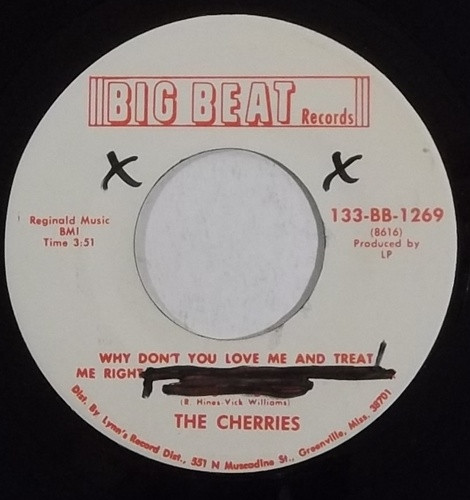 BIG BEAT Records
X X
Reginald Music
BMI
Time 3:51
133-BB-1269
(8616)
Produced by
LP
WHY DON'T YOU LOVE ME AND TREAT
ME RIGHT
(R. Hines-Vick Williams)
THE CHERRIES
Dist. By Lynn's Record Dist., 551 N Muscadine St., Greenville, Miss. 38701